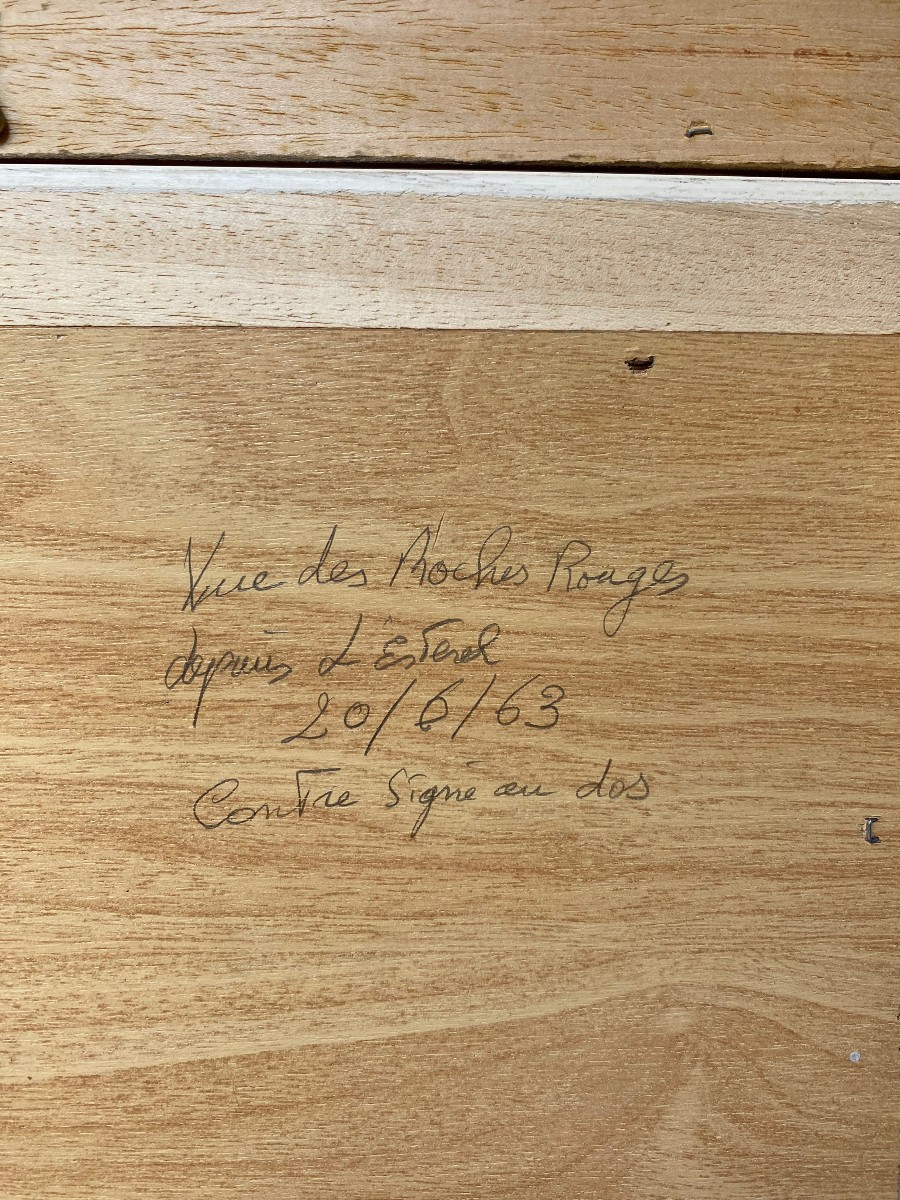 Vue des Roches Rouges
depuis L'Esterel
20/6/63
Contre Signé au dos